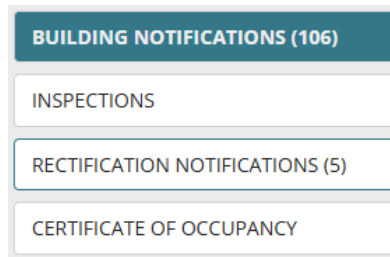 BUILDING NOTIFICATIONS (106)
INSPECTIONS
RECTIFICATION NOTIFICATIONS (5)
CERTIFICATE OF OCCUPANCY